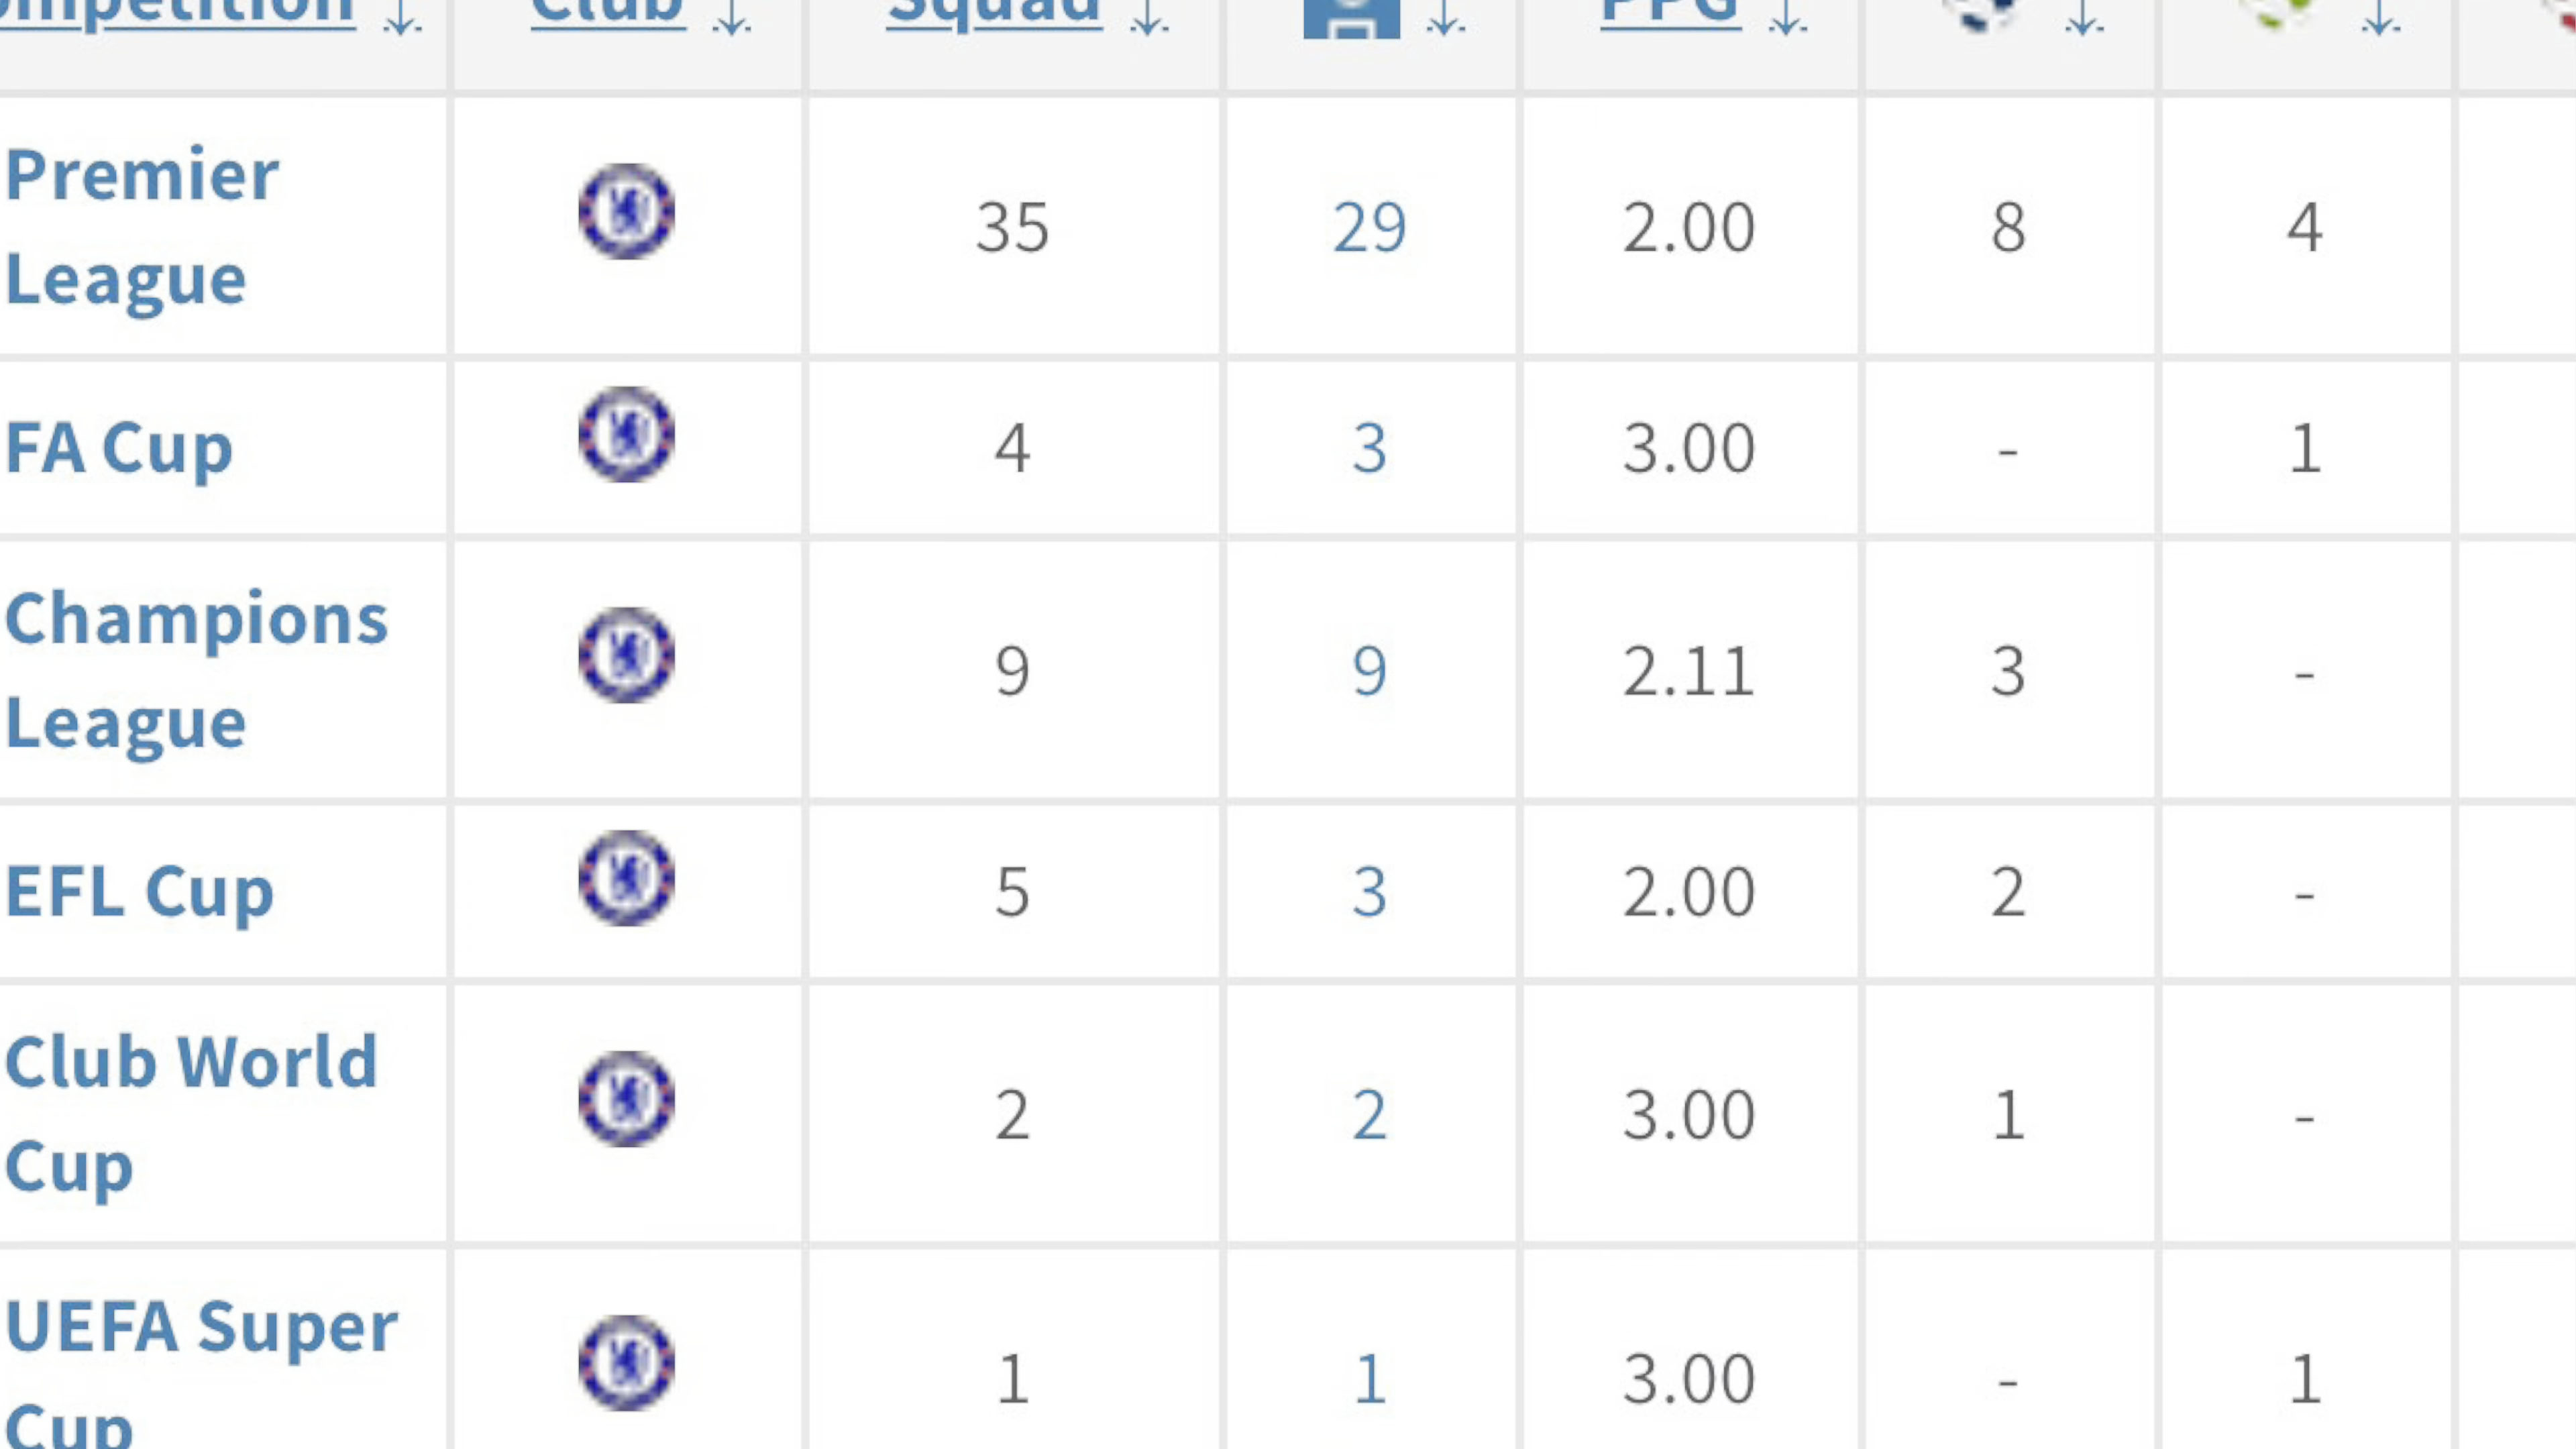 ompetition Club Squad PPG
Premier
League 35 29 2.00 8 4
FA Cup 4 3 3.00 - 1
Champions
League 9 9 2.11 3 -
EFL Cup 5 3 2.00 2 -
Club World
Cup 2 2 3.00 1 -
UEFA Super
Cup 1 1 3.00 - 1